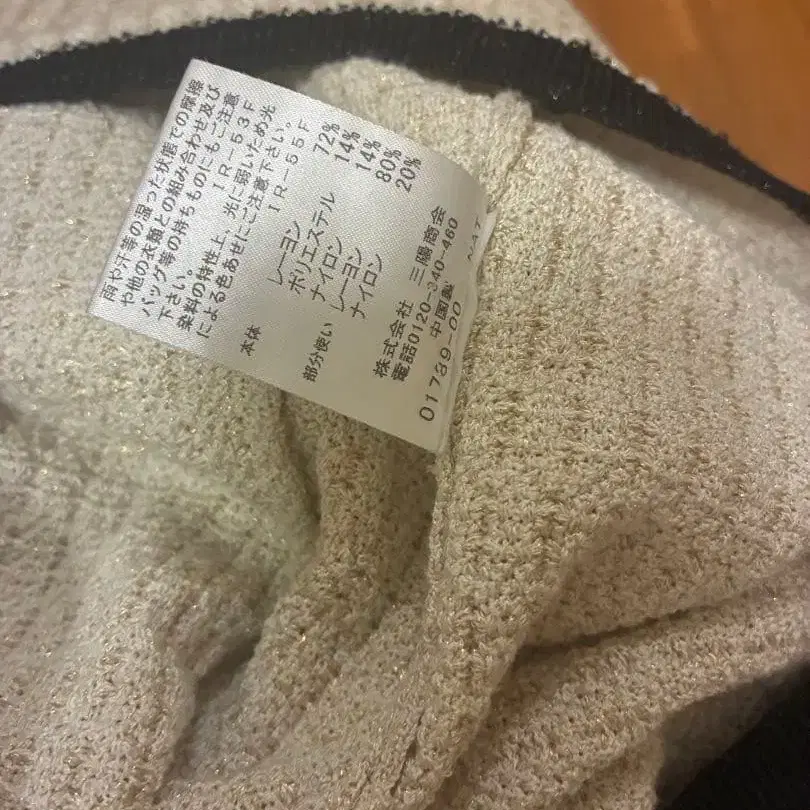 雨や汗等の湿った状態での摩擦
や他の衣類との組み合わせ及び
バッグ等の持ちものにもご注意
下さい。 IR-53F
染料の特性上、光に弱いため光
による色あせにご注意下さい。
IR-55F
本体 レーヨン 72%
ポリエステル 14%
ナイロン 14%
部分使い レーヨン 80%
ナイロン 20%
株式会社 三陽商会
電話0120-340-460
中国製
01789-00